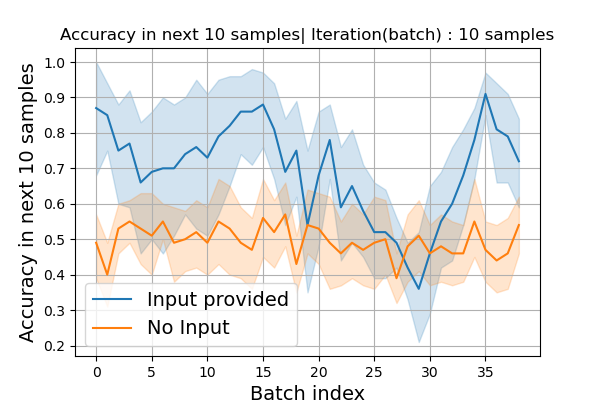 Accuracy in next 10 samples| Iteration(batch) : 10 samples
Accuracy in next 10 samples
1.0
0.9
0.8
0.7
0.6
0.5
0.4
0.3
0.2
Input provided
No Input
0 5 10 15 20 25 30 35
Batch index